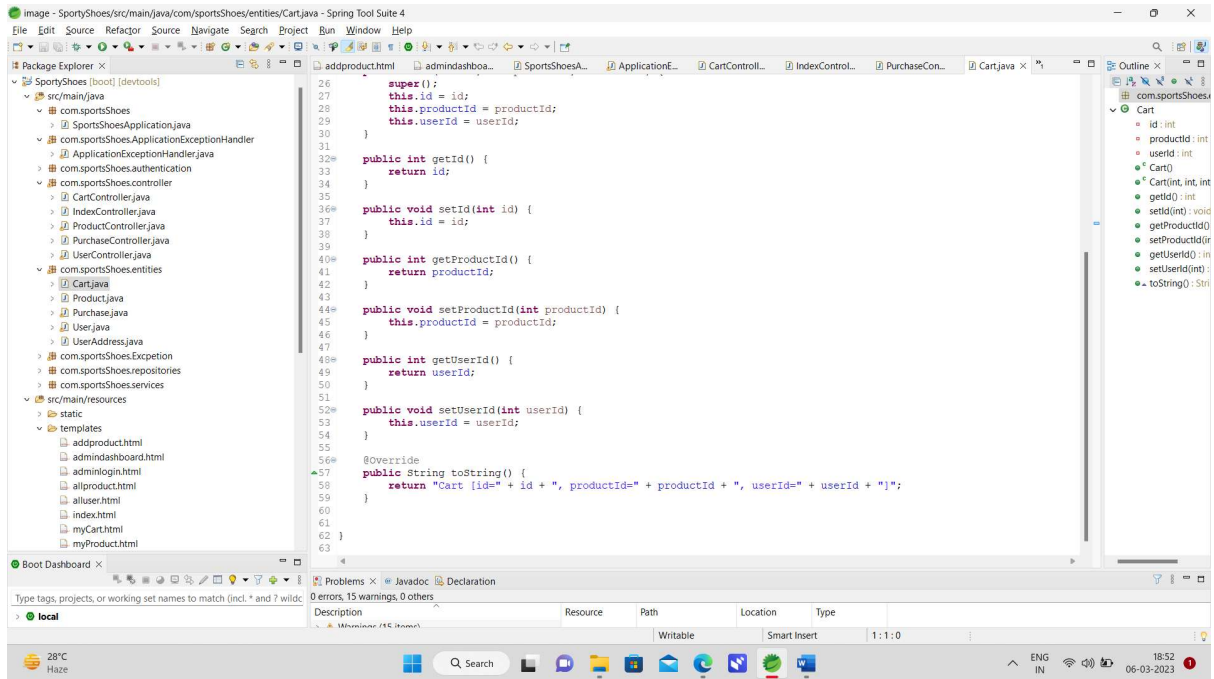 image - SportyShoes/src/main/java/com/sportsShoes/entities/Cart.java - Spring Tool Suite 4
File Edit Source Refactor Source Navigate Search Project Run Window Help
Package Explorer
addproduct.html admindashboa... SportsShoesA... ApplicationE... CartControll... IndexControl... PurchaseCon... Cart.java
Outline
SportyShoes [boot] [devtools]
src/main/java
com.sportsShoes
SportsShoesApplication.java
com.sportsShoes.ApplicationExceptionHandler
ApplicationExceptionHandler.java
com.sportsShoes.authentication
com.sportsShoes.controller
CartController.java
IndexController.java
ProductController.java
PurchaseController.java
UserController.java
com.sportsShoes.entities
Cart.java
Product.java
Purchase.java
User.java
UserAddress.java
com.sportsShoes.Excpetion
com.sportsShoes.repositories
com.sportsShoes.services
src/main/resources
static
templates
addproduct.html
admindashboard.html
adminlogin.html
allproduct.html
alluser.html
index.html
myCart.html
myProduct.html
26 super();
27 this.id = id;
28 this.productId = productId;
29 this.userId = userId;
30 }
31
32 public int getId() {
33 return id;
34 }
35
36 public void setId(int id) {
37 this.id = id;
38 }
39
40 public int getProductId() {
41 return productId;
42 }
43
44 public void setProductId(int productId) {
45 this.productId = productId;
46 }
47
48 public int getUserId() {
49 return userId;
50 }
51
52 public void setUserId(int userId) {
53 this.userId = userId;
54 }
55
56 @Override
57 public String toString() {
58 return "Cart [id=" + id + ", productId=" + productId + ", userId=" + userId + "]";
59 }
60
61
62 }
63
com.sportsShoes.e
Cart
id : int
productId : int
userId : int
Cart()
Cart(int, int, int
getId() : int
setId(int) : void
getProductId()
setProductId(ir
getUserId() : in
setUserId(int) :
toString() : Stri
Boot Dashboard
Type tags, projects, or working set names to match (incl. * and ? wildc
local
Problems Javadoc Declaration
0 errors, 15 warnings, 0 others
Description Resource Path Location Type
Warnings (15 items)
Writable Smart Insert 1 : 1 : 0
28°C
Haze
Search
ENG
IN
18:52
06-03-2023
1